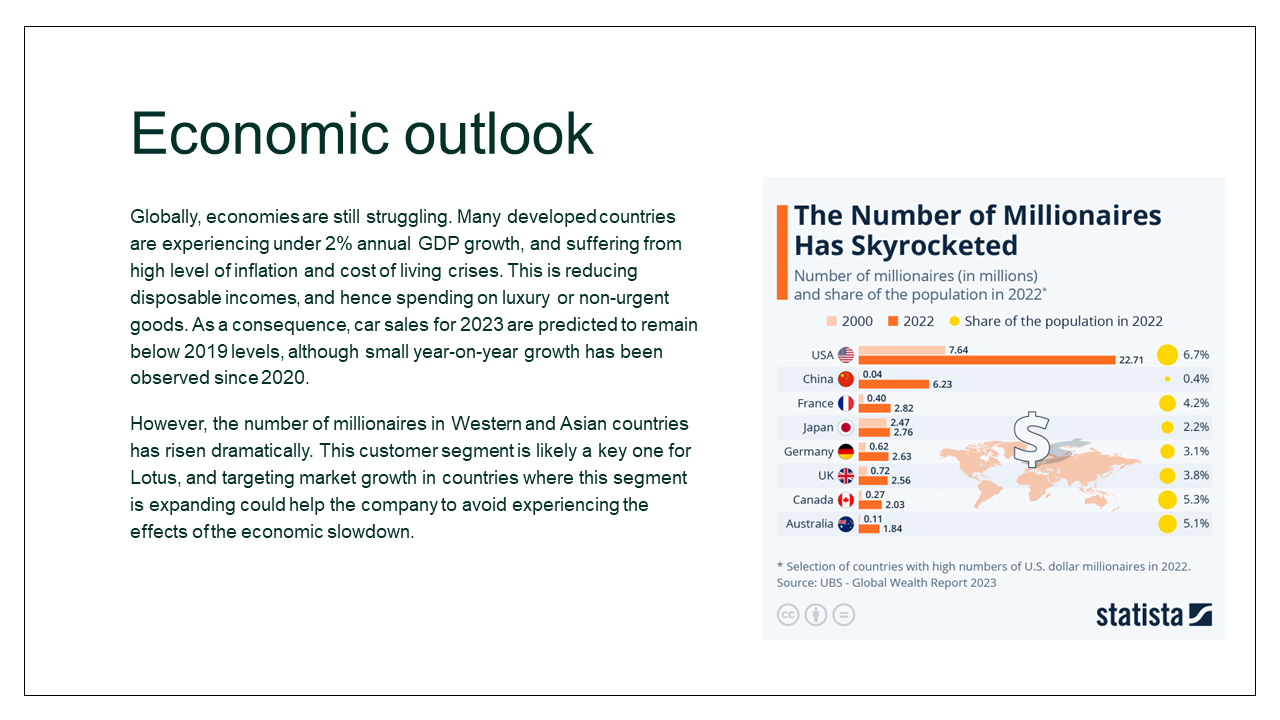 Economic outlook
Globally, economies are still struggling. Many developed countries
are experiencing under 2% annual GDP growth, and suffering from
high level of inflation and cost of living crises. This is reducing
disposable incomes, and hence spending on luxury or non-urgent
goods. As a consequence, car sales for 2023 are predicted to remain
below 2019 levels, although small year-on-year growth has been
observed since 2020.
However, the number of millionaires in Western and Asian countries
has risen dramatically. This customer segment is likely a key one for
Lotus, and targeting market growth in countries where this segment
is expanding could help the company to avoid experiencing the
effects of the economic slowdown.
The Number of Millionaires
Has Skyrocketed
Number of millionaires (in millions)
and share of the population in 2022*
2000 2022 Share of the population in 2022
USA 7.64 22.71 6.7%
China 0.04 6.23 0.4%
France 0.40 2.82 4.2%
Japan 2.47 2.76 2.2%
Germany 0.62 2.63 3.1%
UK 0.72 2.56 3.8%
Canada 0.27 2.03 5.3%
Australia 0.11 1.84 5.1%
$
* Selection of countries with high numbers of U.S. dollar millionaires in 2022.
Source: UBS - Global Wealth Report 2023
cc
statista